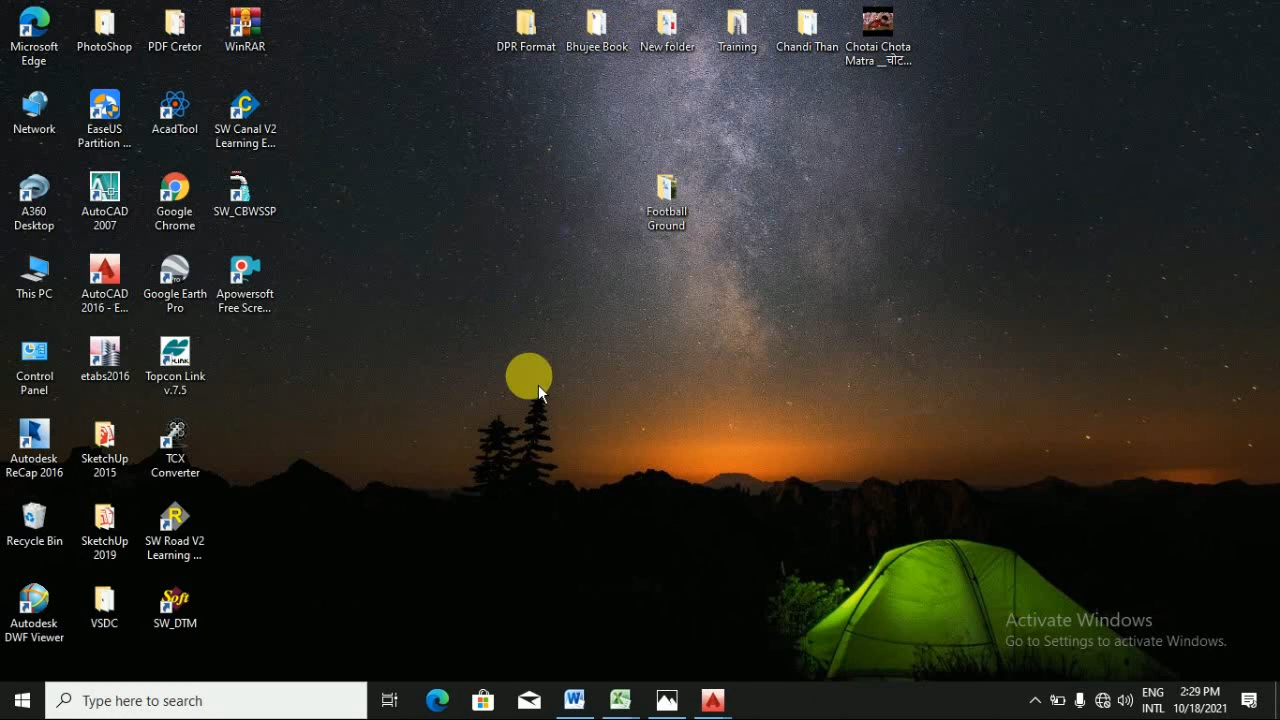 Microsoft
Edge
PhotoShop
PDF Cretor
WinRAR
DPR Format
Bhujee Book
New folder
Training
Chandi Than
Chotai Chota
Matra __चोट...
Network
EaseUS
Partition ...
AcadTool
SW Canal V2
Learning E...
A360
Desktop
AutoCAD
2007
Google
Chrome
SW_CBWSSP
Football
Ground
This PC
AutoCAD
2016 - E...
Google Earth
Pro
Apowersoft
Free Scre...
Control
Panel
etabs2016
Topcon Link
v.7.5
Autodesk
ReCap 2016
SketchUp
2015
TCX
Converter
Recycle Bin
SketchUp
2019
SW Road V2
Learning ...
Autodesk
DWF Viewer
VSDC
SW_DTM
Activate Windows
Go to Settings to activate Windows.
Type here to search
ENG
INTL
10/18/2021